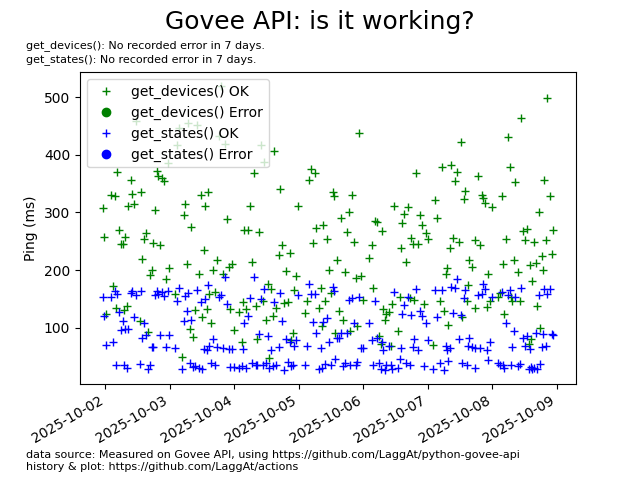 Govee API: is it working?
get_devices(): No recorded error in 7 days.
get_states(): No recorded error in 7 days.
get_devices() OK
get_devices() Error
get_states() OK
get_states() Error
Ping (ms)
500
400
300
200
100
2025-10-02
2025-10-03
2025-10-04
2025-10-05
2025-10-06
2025-10-07
2025-10-08
2025-10-09
data source: Measured on Govee API, using https://github.com/LaggAt/python-govee-api
history & plot: https://github.com/LaggAt/actions